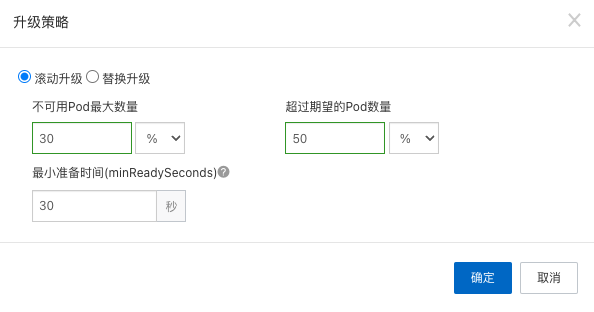 升级策略
滚动升级 替换升级
不可用Pod最大数量 超过期望的Pod数量
30 % 50 %
最小准备时间(minReadySeconds)?
30 秒
确定 取消